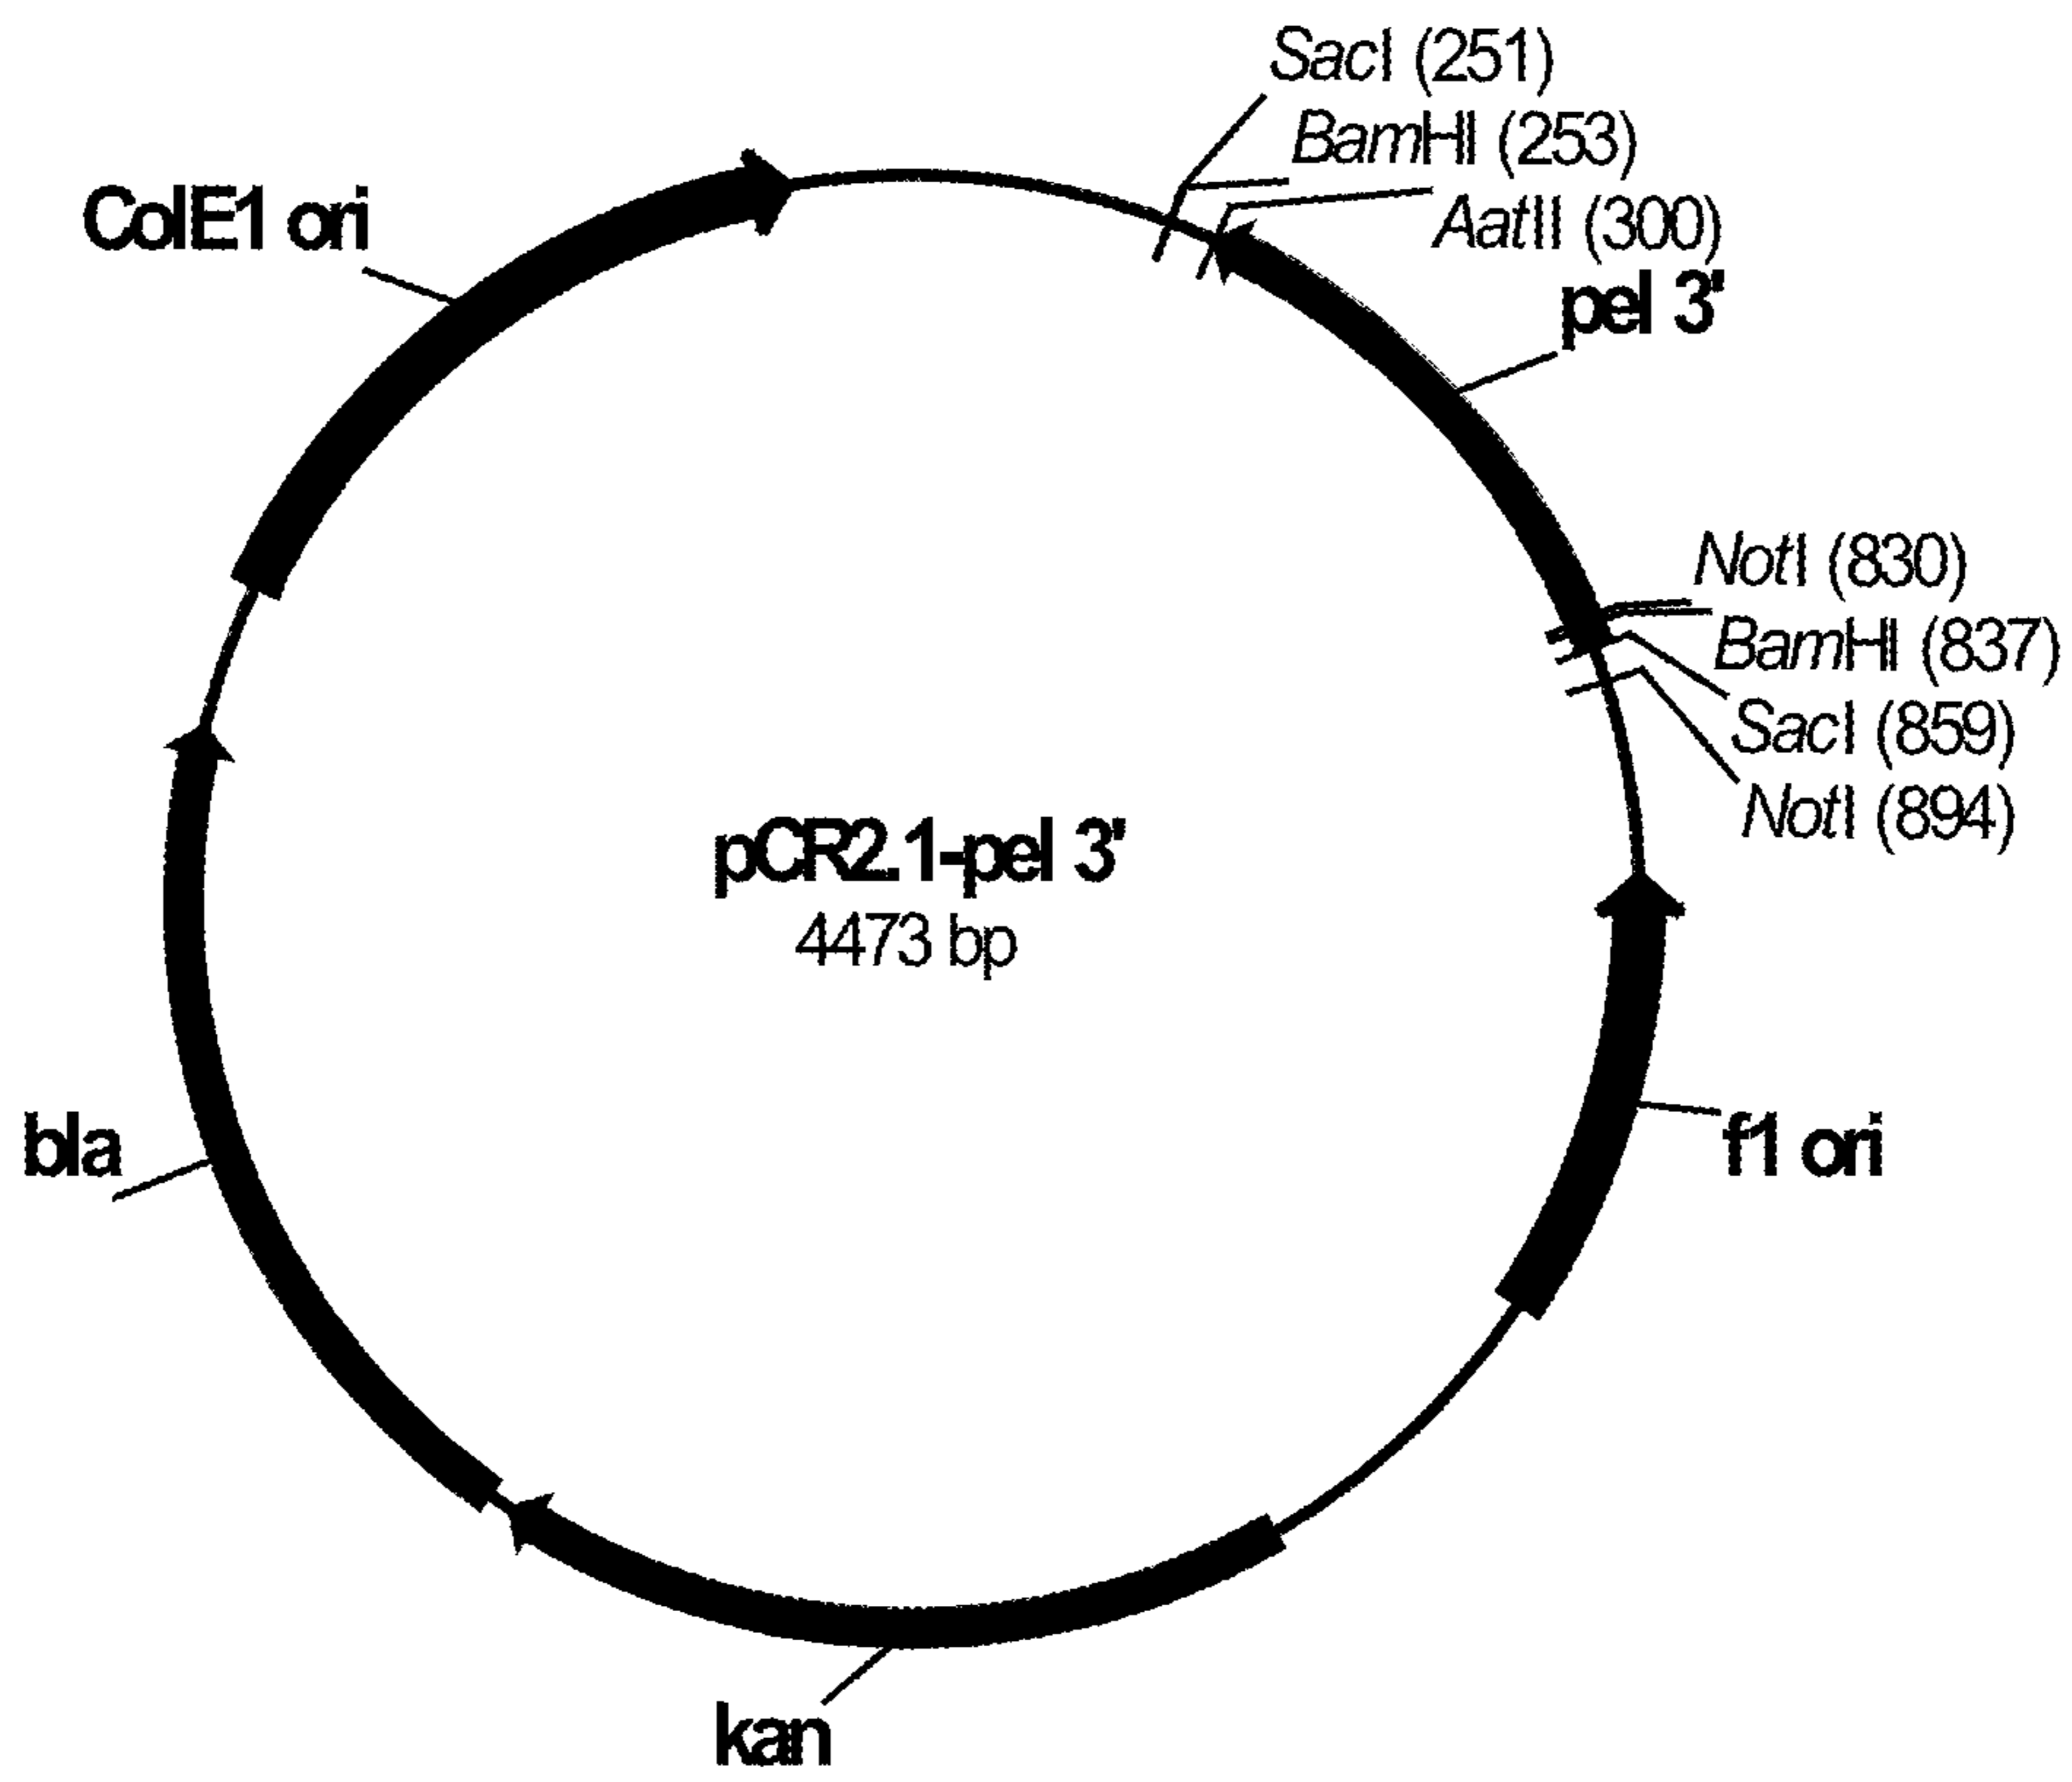 SacI (251)
BamHI (253)
AatII (300)
ColE1 ori
pel 3'
NotI (830)
BamHI (837)
SacI (859)
NotI (894)
pCR2.1-pel 3'
4473 bp
bla
f1 ori
kan